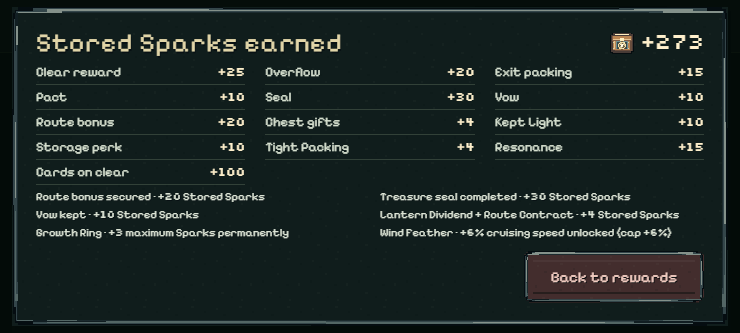 Stored Sparks earned +273
Clear reward +25 Overflow +20 Exit packing +15
Pact +10 Seal +30 Vow +10
Route bonus +20 Chest gifts +4 Kept Light +10
Storage perk +10 Tight Packing +4 Resonance +15
Cards on clear +100
Route bonus secured · +20 Stored Sparks Treasure seal completed · +30 Stored Sparks
Vow kept · +10 Stored Sparks Lantern Dividend + Route Contract · +4 Stored Sparks
Growth Ring · +3 maximum Sparks permanently Wind Feather · +6% cruising speed unlocked (cap +6%)
Back to rewards